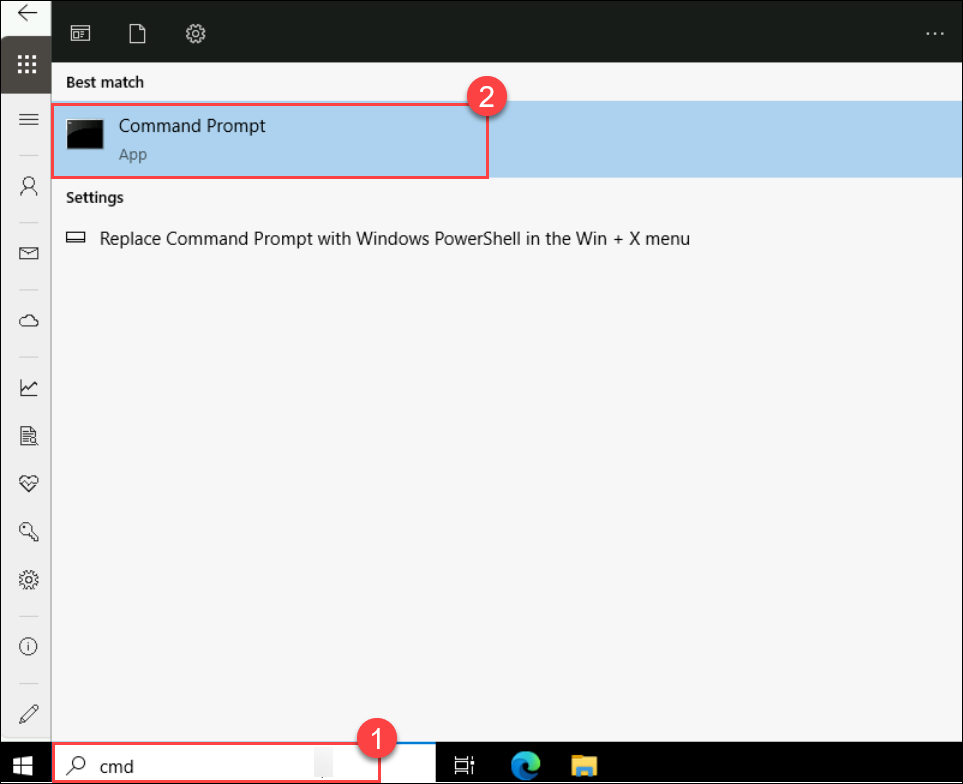 Best match
2
Command Prompt
App
Settings
Replace Command Prompt with Windows PowerShell in the Win + X menu
1
cmd